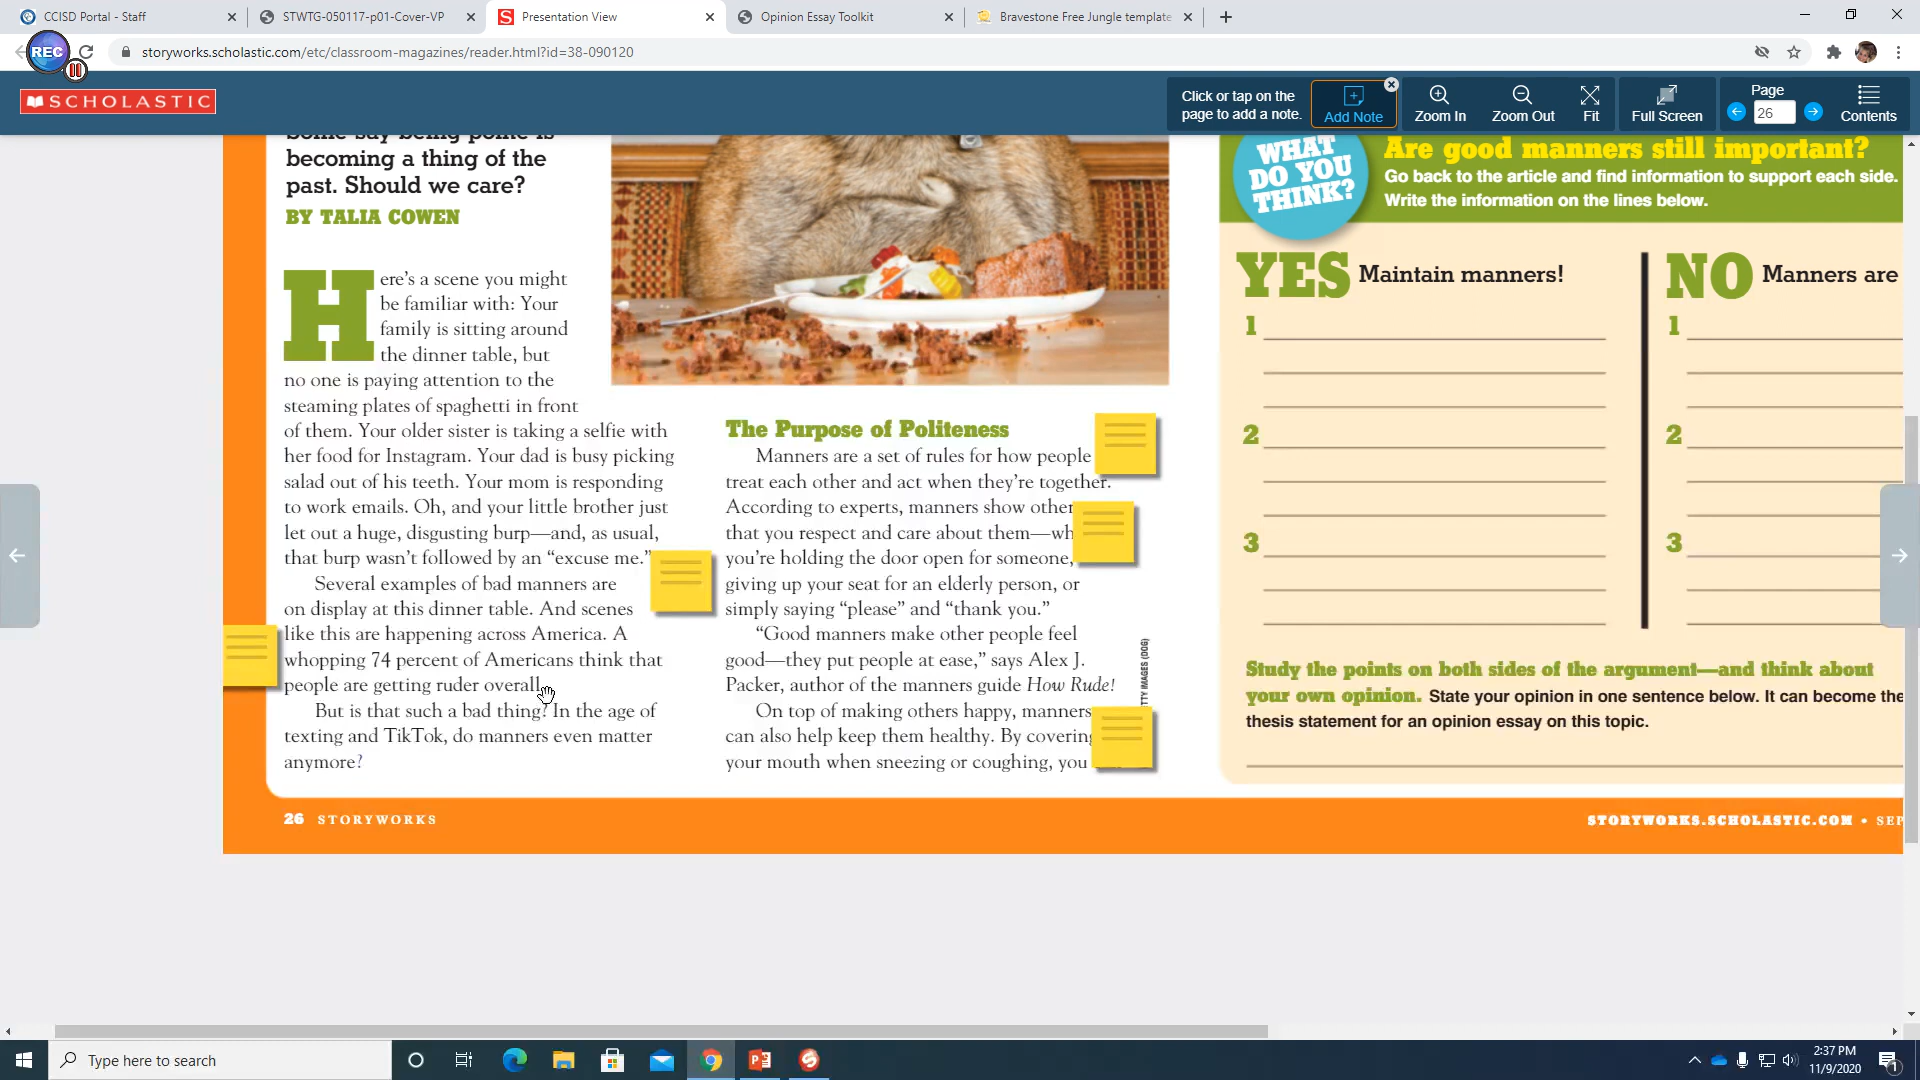 CCISD Portal - Staff
STWTG-050117-p01-Cover-VP
Presentation View
Opinion Essay Toolkit
Bravestone Free Jungle template
REC
storyworks.scholastic.com/etc/classroom-magazines/reader.html?id=38-090120
SCHOLASTIC
Click or tap on the
page to add a note.
Add Note
Zoom In
Zoom Out
Fit
Full Screen
Page
26
Contents
Some say being polite is
becoming a thing of the
past. Should we care?
BY TALIA COWEN
Here's a scene you might
be familiar with: Your
family is sitting around
the dinner table, but
no one is paying attention to the
steaming plates of spaghetti in front
of them. Your older sister is taking a selfie with
her food for Instagram. Your dad is busy picking
salad out of his teeth. Your mom is responding
to work emails. Oh, and your little brother just
let out a huge, disgusting burp—and, as usual,
that burp wasn't followed by an “excuse me.”
Several examples of bad manners are
on display at this dinner table. And scenes
like this are happening across America. A
whopping 74 percent of Americans think that
people are getting ruder overall.
But is that such a bad thing? In the age of
texting and TikTok, do manners even matter
anymore?
The Purpose of Politeness
Manners are a set of rules for how people
treat each other and act when they're together.
According to experts, manners show other
that you respect and care about them—wh
you're holding the door open for someone,
giving up your seat for an elderly person, or
simply saying “please” and “thank you.”
“Good manners make other people feel
good—they put people at ease,” says Alex J.
Packer, author of the manners guide How Rude!
On top of making others happy, manners
can also help keep them healthy. By covering
your mouth when sneezing or coughing, you
TTY IMAGES (DOG)
WHAT
DO YOU
THINK?
Are good manners still important?
Go back to the article and find information to support each side.
Write the information on the lines below.
YES Maintain manners!
1
2
3
NO Manners are
1
2
3
Study the points on both sides of the argument—and think about
your own opinion. State your opinion in one sentence below. It can become the
thesis statement for an opinion essay on this topic.
26 STORYWORKS
STORYWORKS.SCHOLASTIC.COM • SEP
Type here to search
2:37 PM
11/9/2020
1